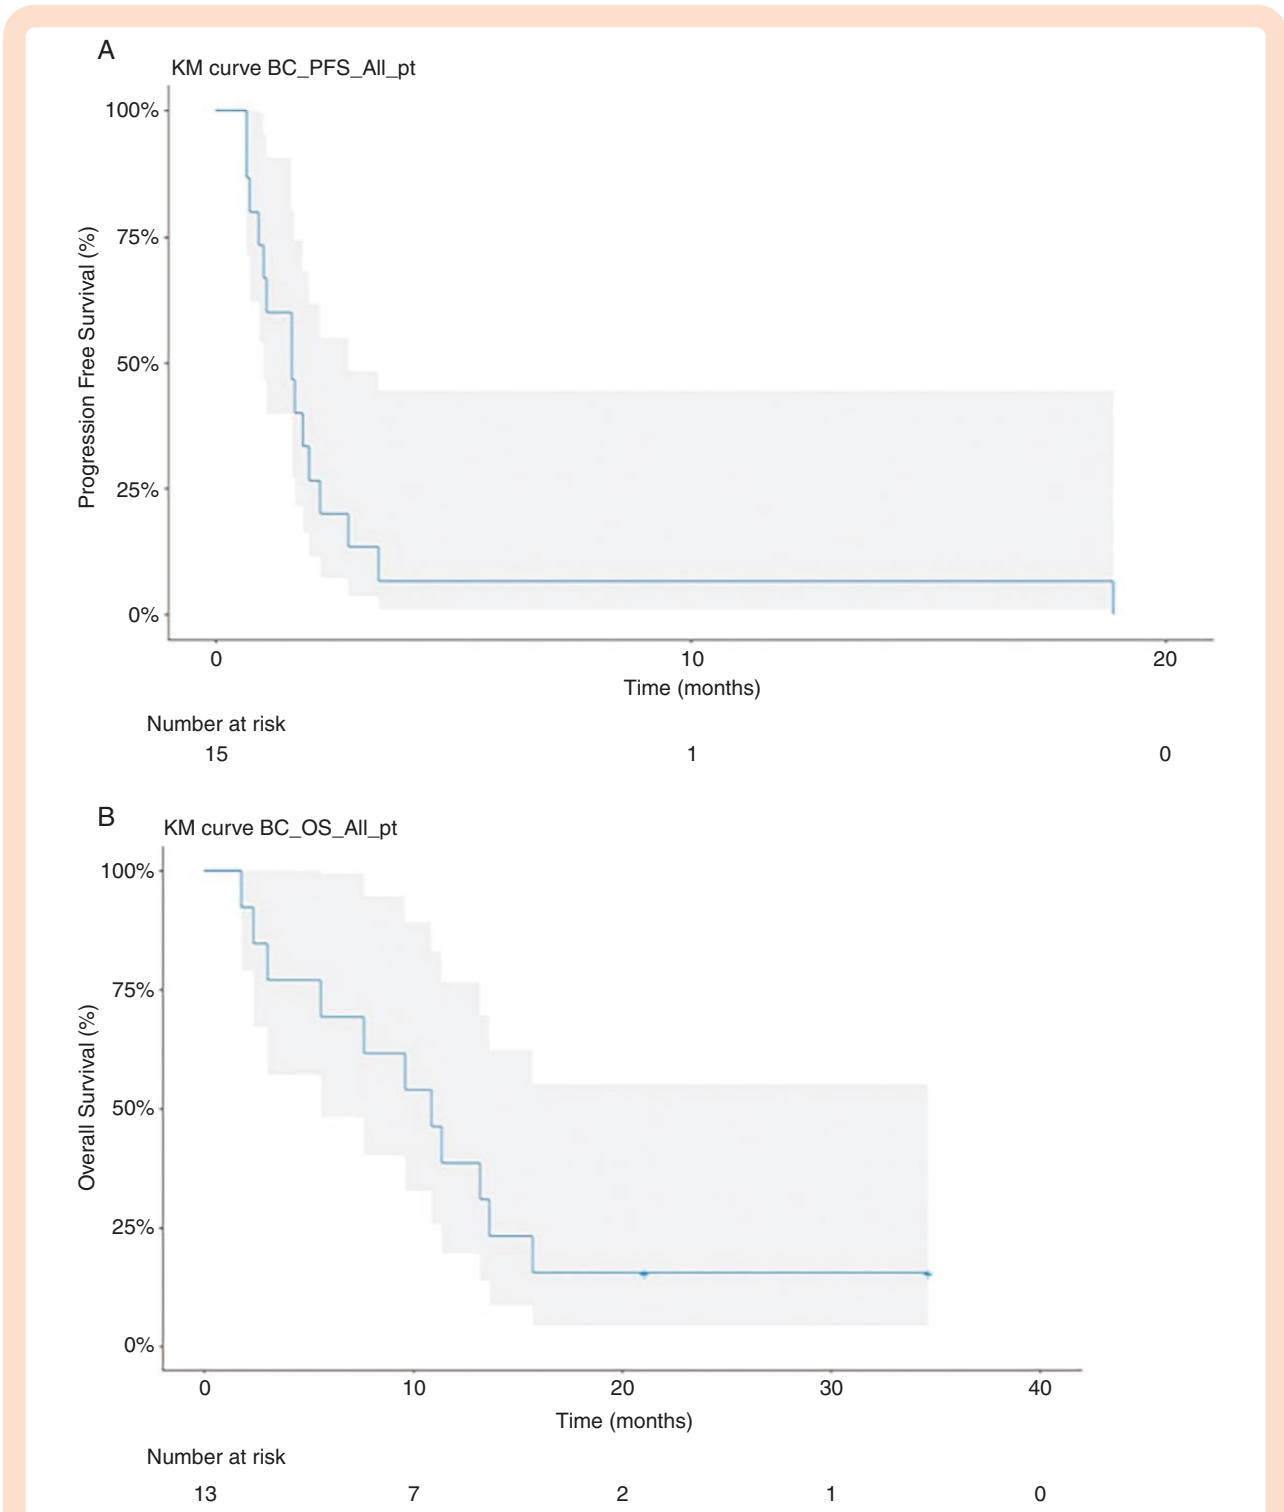 A
KM curve BC_PFS_All_pt
100%
75%
50%
25%
0%
Progression Free Survival (%)
0 10 20
Time (months)
Number at risk
15 1 0
B
KM curve BC_OS_All_pt
100%
75%
50%
25%
0%
Overall Survival (%)
0 10 20 30 40
Time (months)
Number at risk
13 7 2 1 0